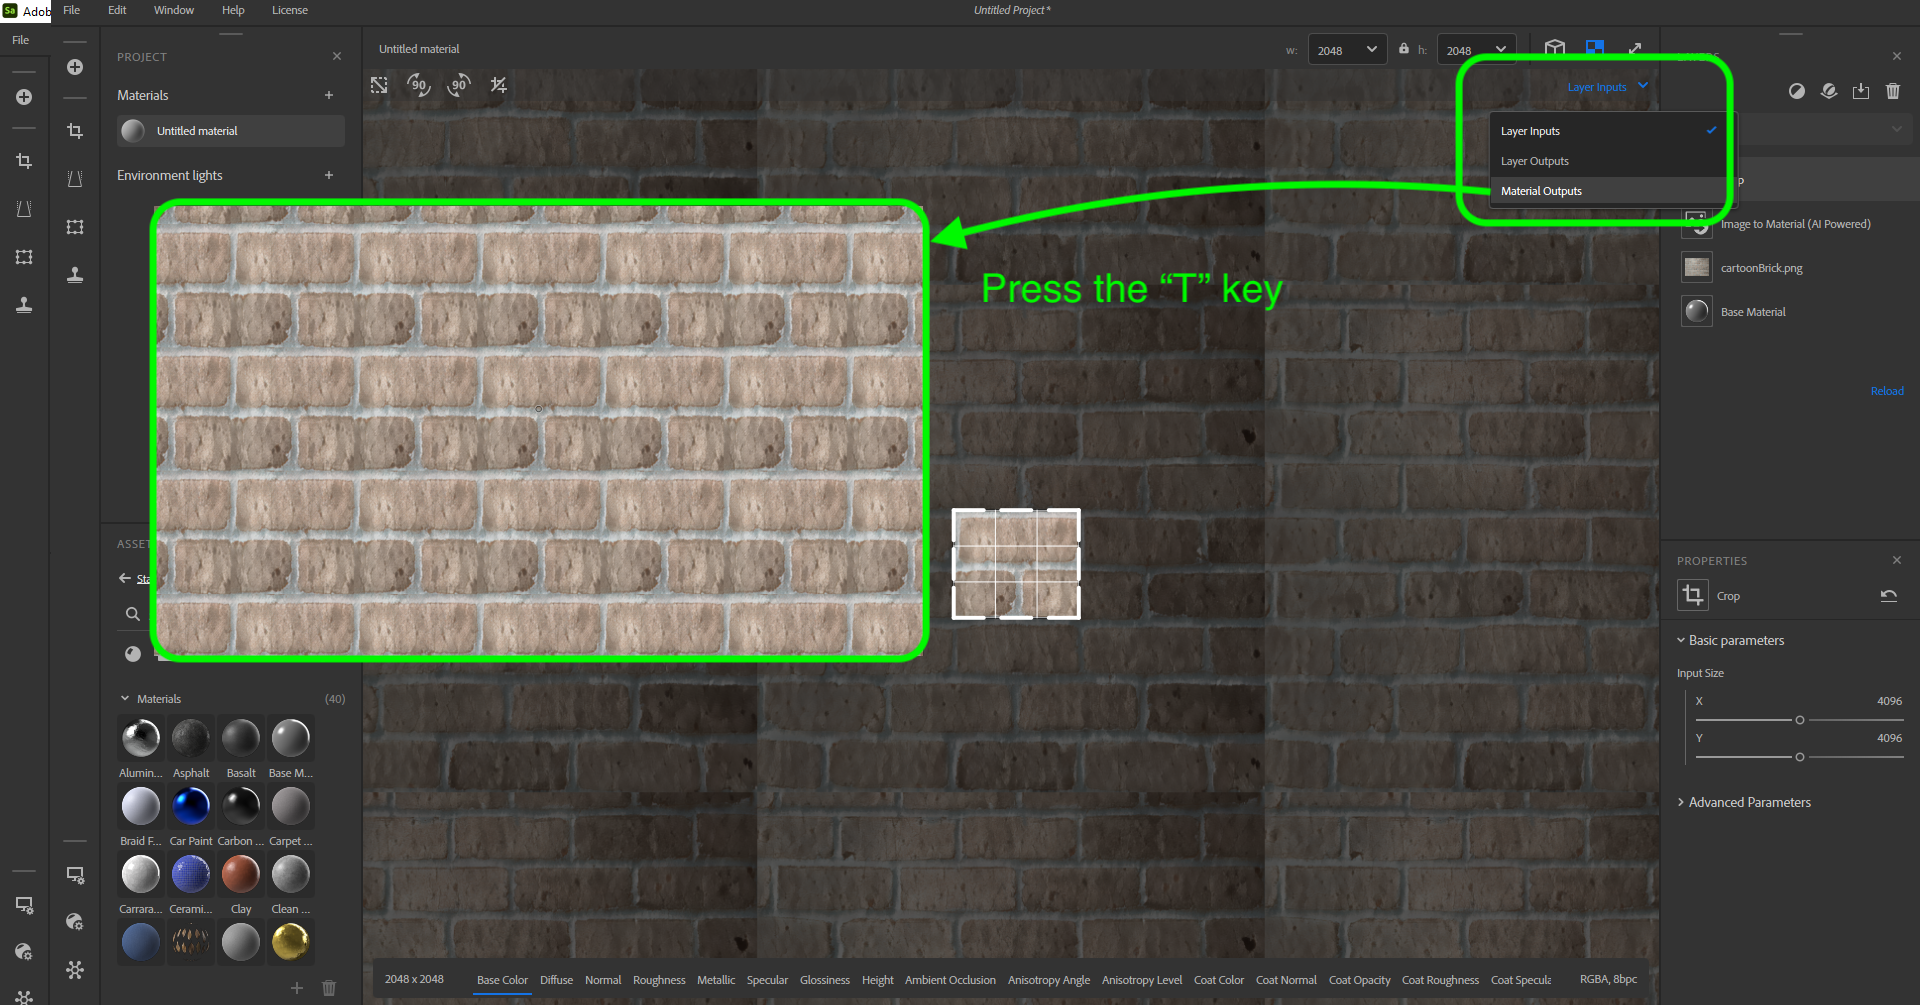 Sa Adob
File Edit Window Help License
Untitled Project*
File
PROJECT
Materials
Untitled material
Environment lights
Untitled material
w: 2048 h: 2048
90 90
Layer Inputs
Layer Inputs
Layer Outputs
Material Outputs
Press the “T” key
Image to Material (AI Powered)
cartoonBrick.png
Base Material
Reload
ASSET
Sta
Materials (40)
Alumin... Asphalt Basalt Base M...
Braid F... Car Paint Carbon ... Carpet ...
Carrara... Cerami... Clay Clean ...
PROPERTIES
Crop
Basic parameters
Input Size
X 4096
Y 4096
Advanced Parameters
2048 x 2048 Base Color Diffuse Normal Roughness Metallic Specular Glossiness Height Ambient Occlusion Anisotropy Angle Anisotropy Level Coat Color Coat Normal Coat Opacity Coat Roughness Coat Specula RGBA, 8bpc